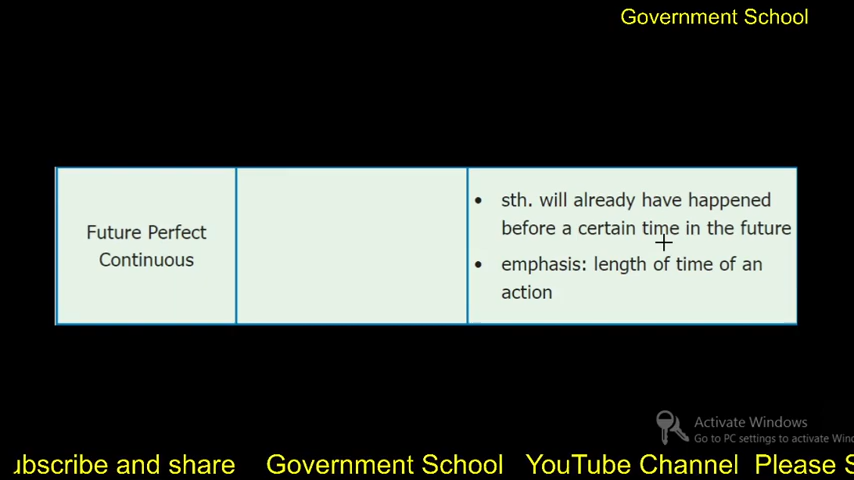 Government School
Future Perfect
Continuous
• sth. will already have happened
before a certain time in the future
• emphasis: length of time of an
action
Activate Windows
Go to PC settings to activate Win
ubscribe and share Government School YouTube Channel Please S